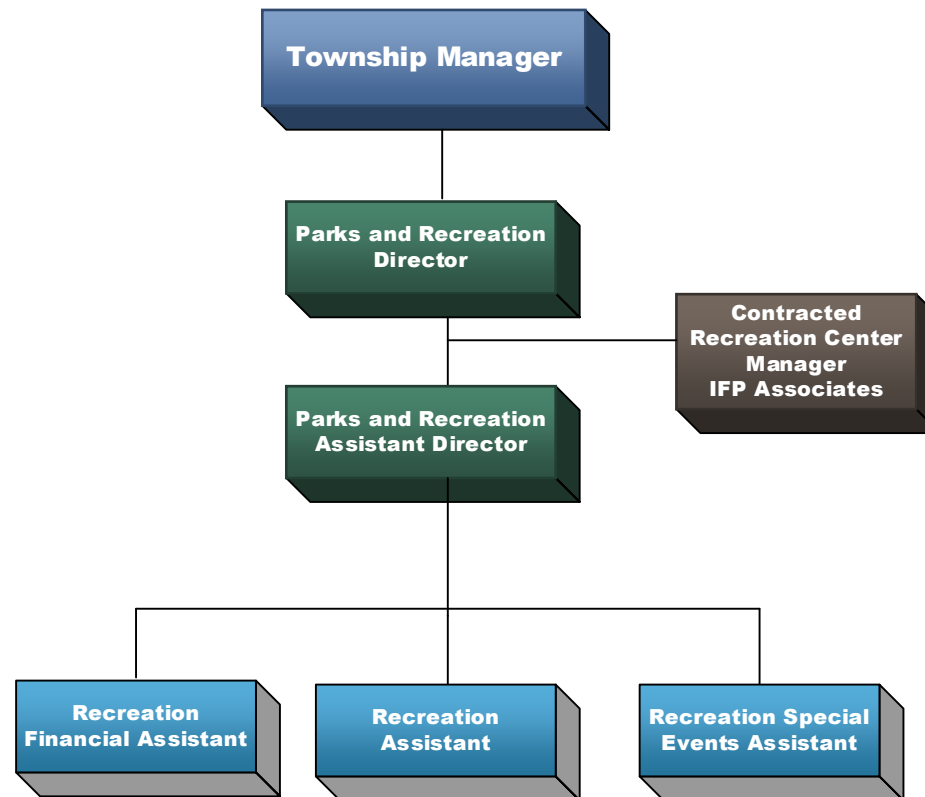 Township Manager
Parks and Recreation
Director
Contracted
Recreation Center
Manager
IFP Associates
Parks and Recreation
Assistant Director
Recreation
Financial Assistant
Recreation
Assistant
Recreation Special
Events Assistant